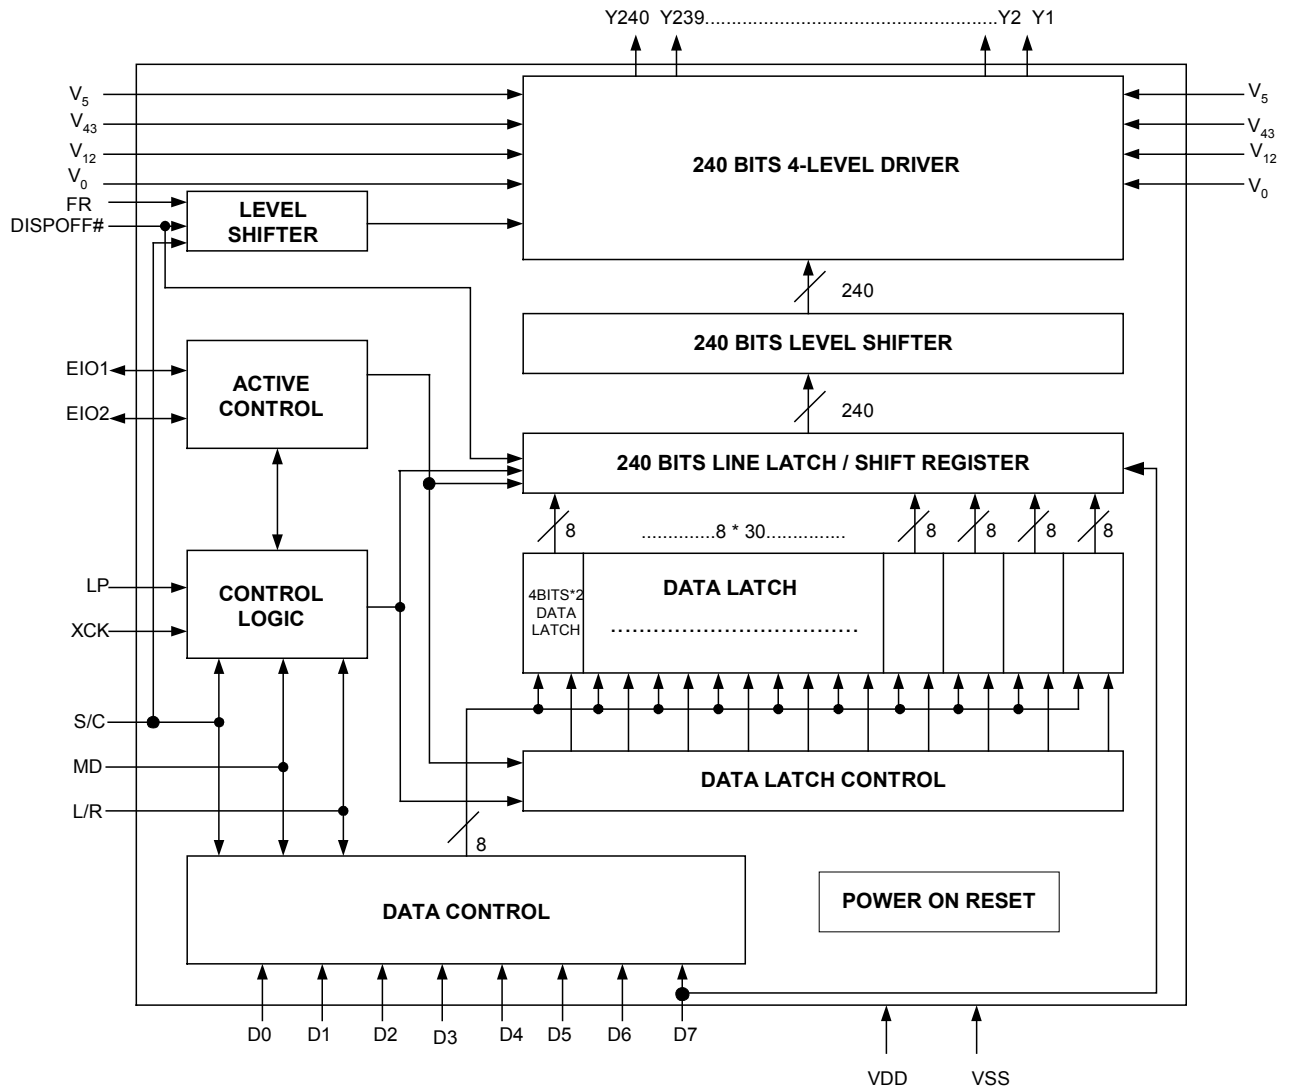 Y240 Y239..................................................Y2 Y1
V5
V43
V12
V0
FR
DISPOFF#
LEVEL
SHIFTER
240 BITS 4-LEVEL DRIVER
V5
V43
V12
V0
240
240 BITS LEVEL SHIFTER
240
EIO1
EIO2
ACTIVE
CONTROL
240 BITS LINE LATCH / SHIFT REGISTER
8
..............8 * 30...............
8
8
8
8
LP
XCK
CONTROL
LOGIC
4BITS*2
DATA
LATCH
DATA LATCH
...................................
S/C
MD
L/R
DATA LATCH CONTROL
8
DATA CONTROL
POWER ON RESET
D0 D1 D2 D3 D4 D5 D6 D7
VDD VSS